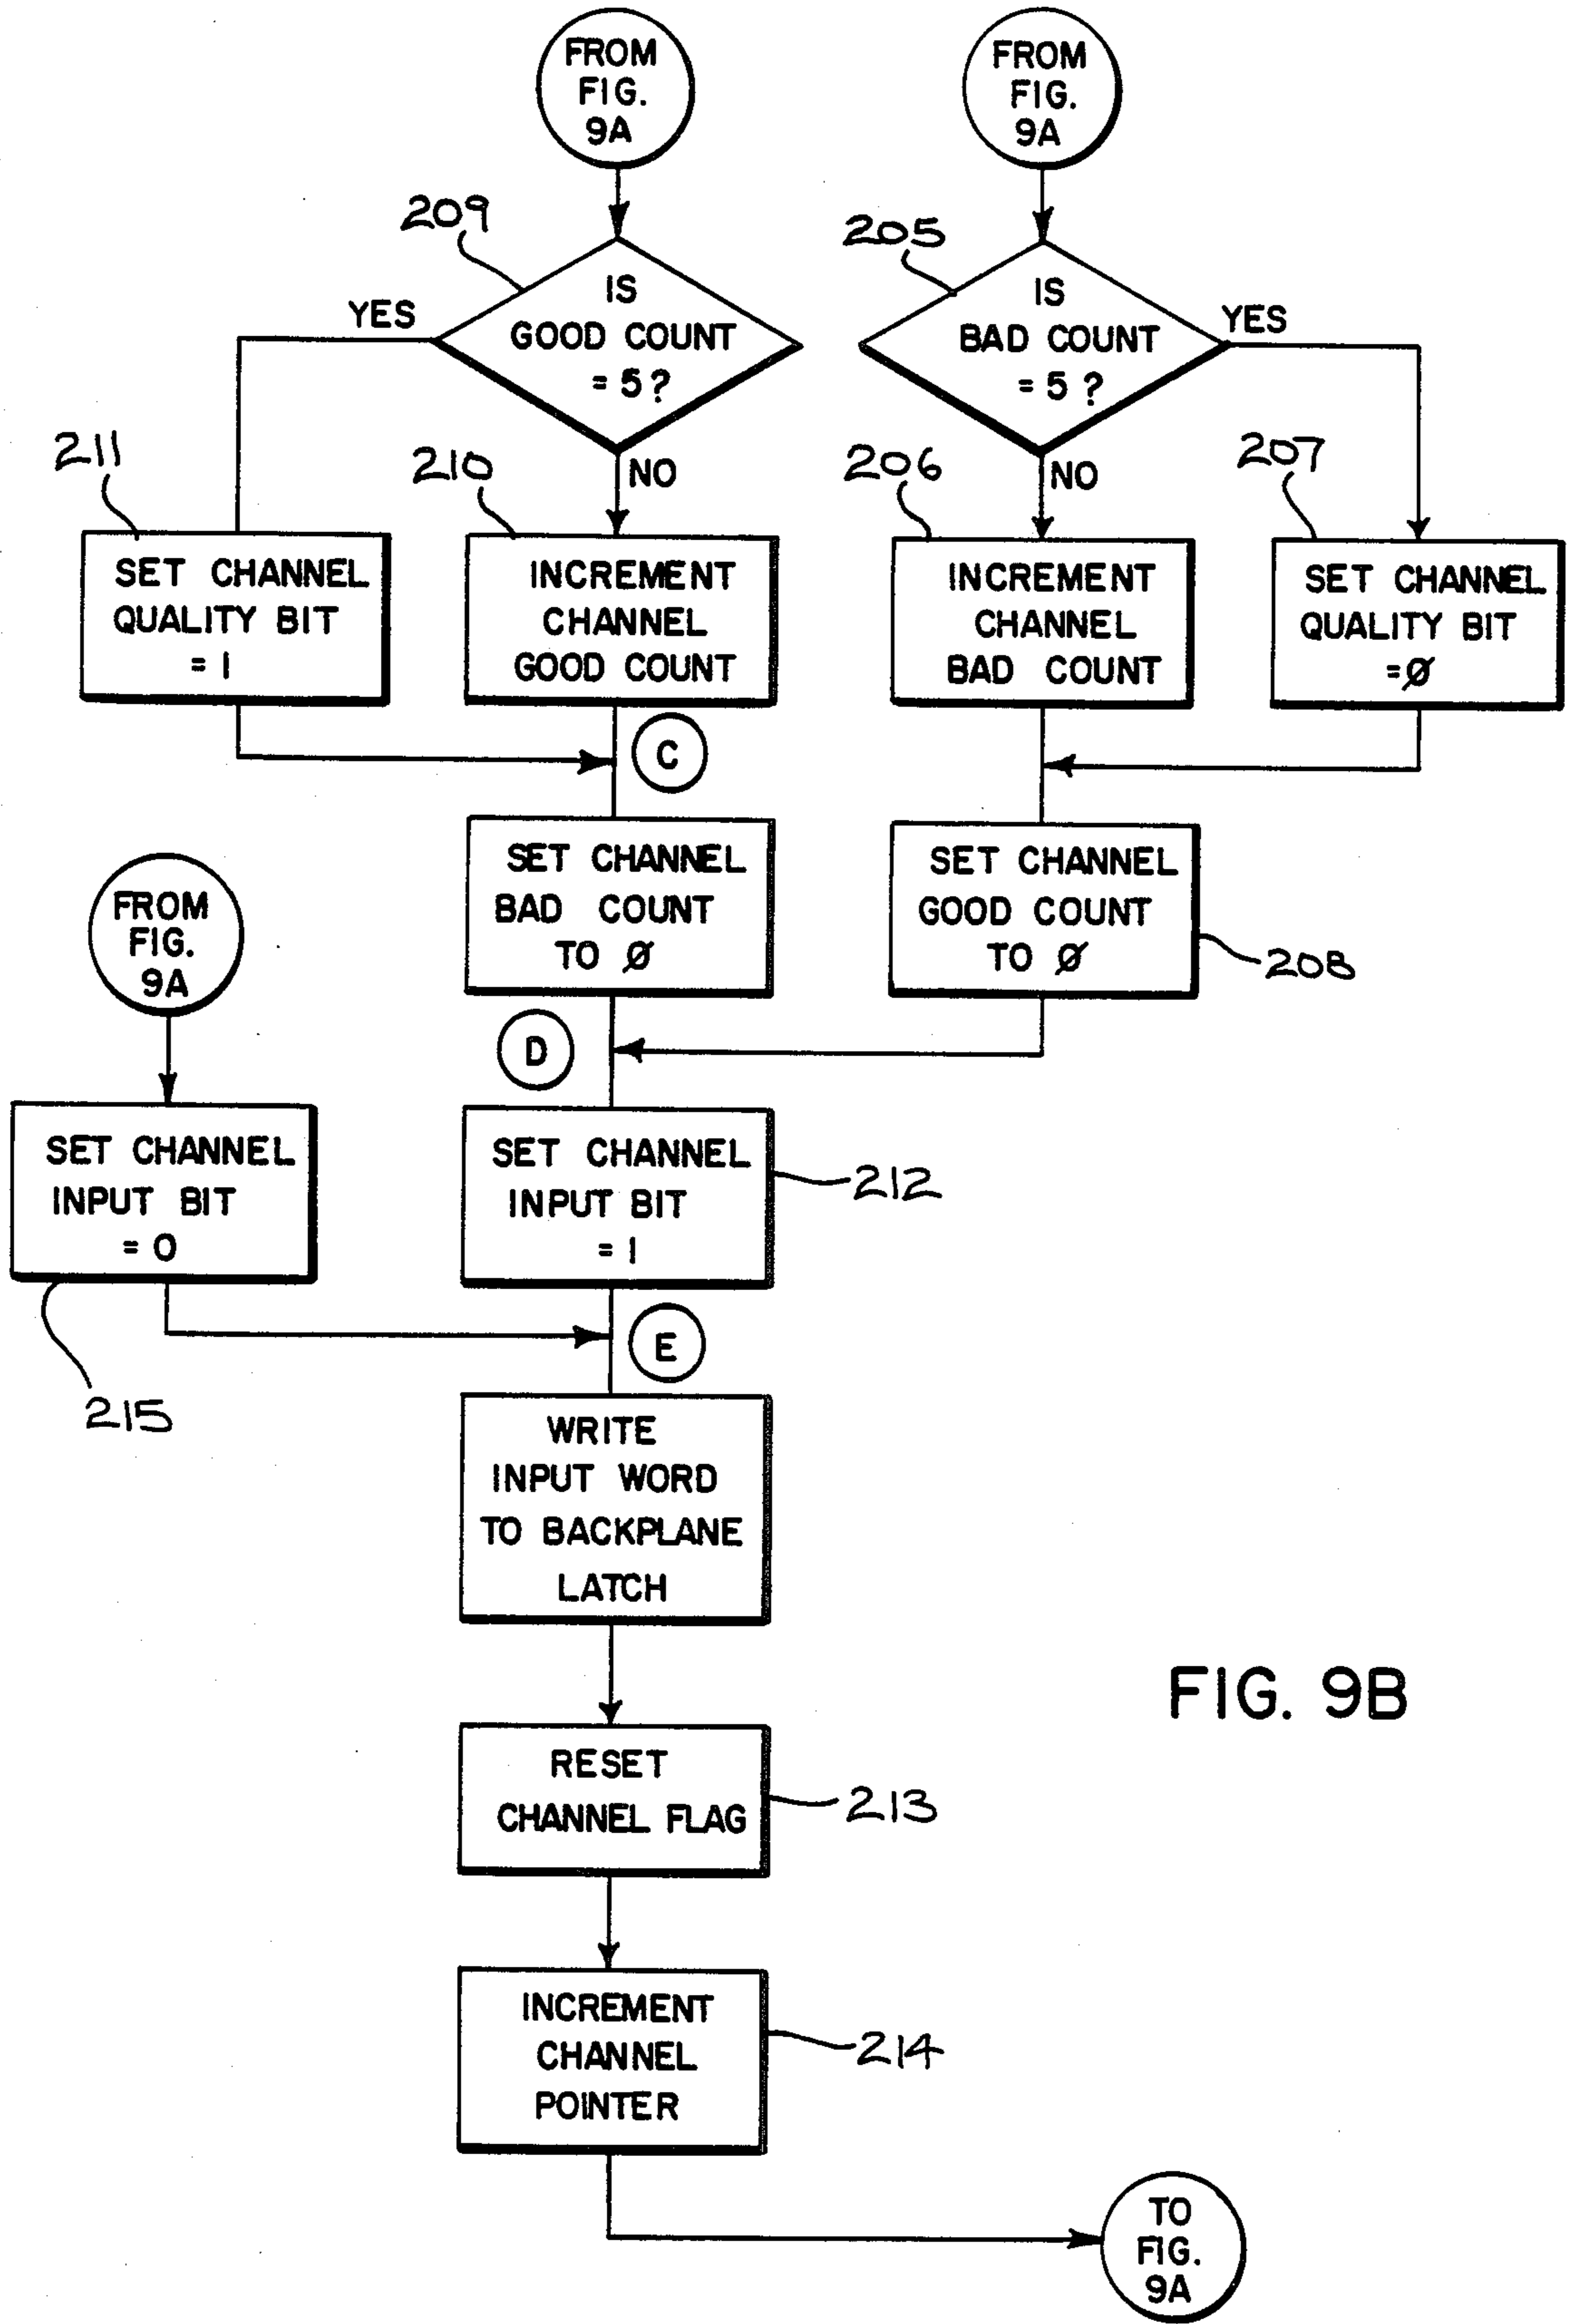 FROM
FIG.
9A
FROM
FIG.
9A
209
205
IS
GOOD COUNT
= 5?
YES
NO
IS
BAD COUNT
= 5?
YES
NO
211
210
206
207
SET CHANNEL
QUALITY BIT
= 1
INCREMENT
CHANNEL
GOOD COUNT
INCREMENT
CHANNEL
BAD COUNT
SET CHANNEL
QUALITY BIT
=Ø
C
SET CHANNEL
BAD COUNT
TO Ø
SET CHANNEL
GOOD COUNT
TO Ø
208
FROM
FIG.
9A
D
SET CHANNEL
INPUT BIT
= 0
215
SET CHANNEL
INPUT BIT
= 1
212
E
WRITE
INPUT WORD
TO BACKPLANE
LATCH
FIG. 9B
RESET
CHANNEL FLAG
213
INCREMENT
CHANNEL
POINTER
214
TO
FIG.
9A